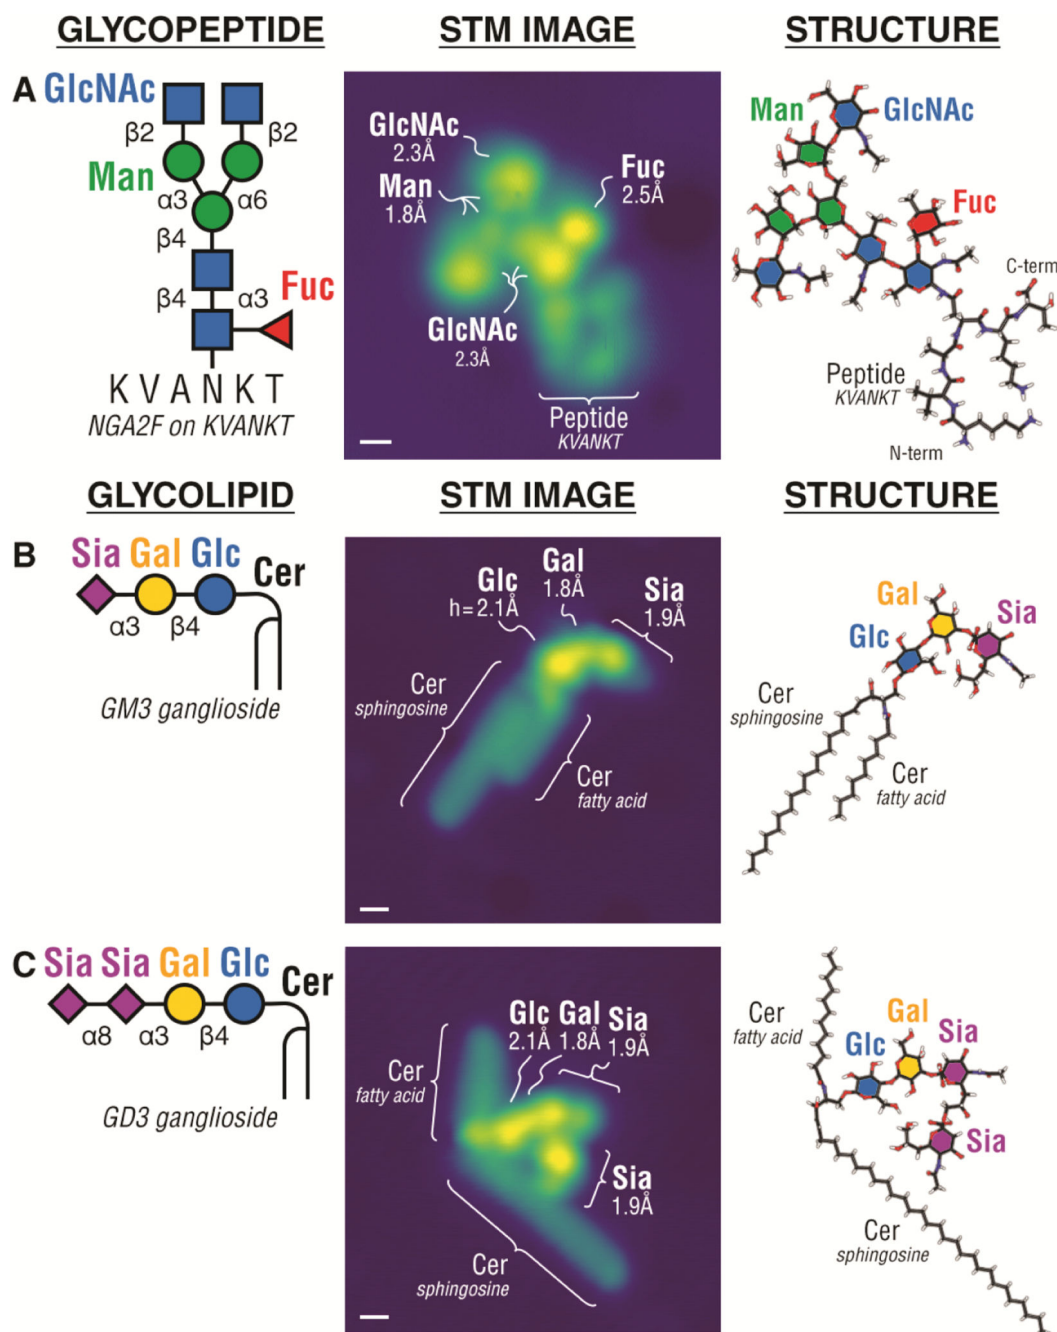 GLYCOPEPTIDE
STM IMAGE
STRUCTURE
A
GlcNAc
β2
β2
Man
α3
α6
β4
β4
α3
Fuc
K V A N K T
NGA2F on KVANKT
GlcNAc
2.3Å
Man
1.8Å
Fuc
2.5Å
GlcNAc
2.3Å
Peptide
KVANKT
Man
GlcNAc
Fuc
C-term
Peptide
KVANKT
N-term
GLYCOLIPID
STM IMAGE
STRUCTURE
B
Sia Gal Glc
Cer
α3 β4
GM3 ganglioside
Glc
h=2.1Å
Gal
1.8Å
Sia
1.9Å
Cer
sphingosine
Cer
fatty acid
Gal
Sia
Glc
Cer
sphingosine
Cer
fatty acid
C
Sia Sia Gal Glc
Cer
α8 α3 β4
GD3 ganglioside
Glc
2.1Å
Gal
1.8Å
Sia
1.9Å
Cer
fatty acid
Sia
1.9Å
Cer
sphingosine
Cer
fatty acid
Gal
Glc
Sia
Sia
Cer
sphingosine